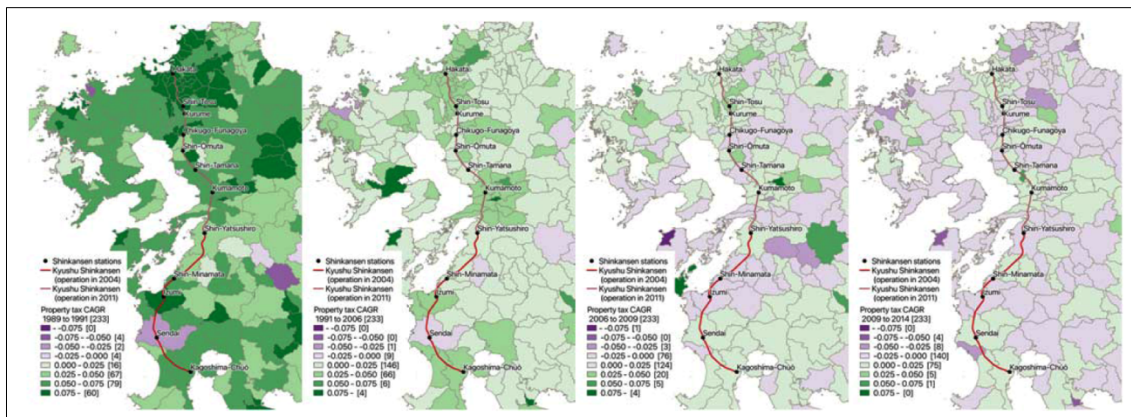 Hakata
Shin-Tosu
Kurume
Chikugo-Funagoya
Shin-Omuta
Shin-Tamana
Kumamoto
Shin-Yatsushiro
Shin-Minamata
Izumi
Sendai
Kagoshima-Chūō
Shinkansen stations
Kyushu Shinkansen
(operation in 2004)
Kyushu Shinkansen
(operation in 2011)
Property tax CAGR
1989 to 1991 [233]
- -0.075 [0]
-0.075 - -0.050 [4]
-0.050 - -0.025 [2]
-0.025 - 0.000 [4]
0.000 - 0.025 [16]
0.025 - 0.050 [67]
0.050 - 0.075 [79]
0.075 - [60]
Hakata
Shin-Tosu
Kurume
Chikugo-Funagoya
Shin-Omuta
Shin-Tamana
Kumamoto
Shin-Yatsushiro
Shin-Minamata
Izumi
Sendai
Kagoshima-Chūō
Shinkansen stations
Kyushu Shinkansen
(operation in 2004)
Kyushu Shinkansen
(operation in 2011)
Property tax CAGR
1991 to 2006 [233]
- -0.075 [0]
-0.075 - -0.050 [0]
-0.050 - -0.025 [1]
-0.025 - 0.000 [9]
0.000 - 0.025 [146]
0.025 - 0.050 [66]
0.050 - 0.075 [6]
0.075 - [4]
Hakata
Shin-Tosu
Kurume
Chikugo-Funagoya
Shin-Omuta
Shin-Tamana
Kumamoto
Shin-Yatsushiro
Shin-Minamata
Izumi
Sendai
Kagoshima-Chūō
Shinkansen stations
Kyushu Shinkansen
(operation in 2004)
Kyushu Shinkansen
(operation in 2011)
Property tax CAGR
2006 to 2009 [233]
- -0.075 [1]
-0.075 - -0.050 [0]
-0.050 - -0.025 [3]
-0.025 - 0.000 [76]
0.000 - 0.025 [124]
0.025 - 0.050 [20]
0.050 - 0.075 [5]
0.075 - [4]
Hakata
Shin-Tosu
Kurume
Chikugo-Funagoya
Shin-Omuta
Shin-Tamana
Kumamoto
Shin-Yatsushiro
Shin-Minamata
Izumi
Sendai
Kagoshima-Chūō
Shinkansen stations
Kyushu Shinkansen
(operation in 2004)
Kyushu Shinkansen
(operation in 2011)
Property tax CAGR
2009 to 2014 [233]
- -0.075 [0]
-0.075 - -0.050 [4]
-0.050 - -0.025 [8]
-0.025 - 0.000 [140]
0.000 - 0.025 [75]
0.025 - 0.050 [5]
0.050 - 0.075 [1]
0.075 - [0]